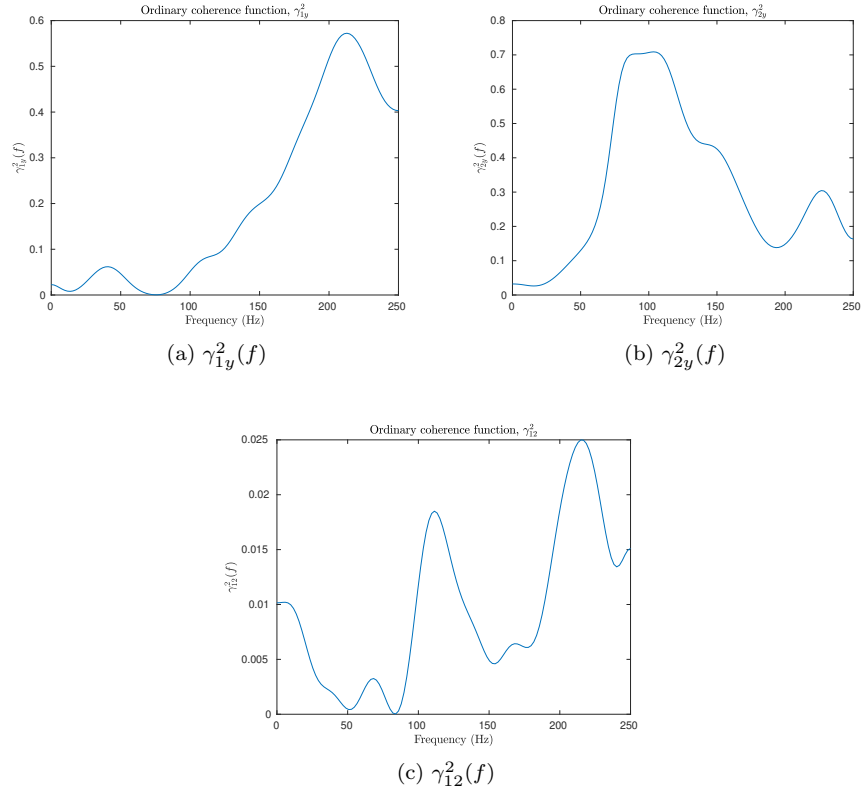 Ordinary coherence function, γ²₁y
0.6
0.5
0.4
0.3
0.2
0.1
0
γ²₁y(f)
0 50 100 150 200 250
Frequency (Hz)
(a) γ²₁y(f)
Ordinary coherence function, γ²₂y
0.8
0.7
0.6
0.5
0.4
0.3
0.2
0.1
0
γ²₂y(f)
0 50 100 150 200 250
Frequency (Hz)
(b) γ²₂y(f)
Ordinary coherence function, γ²₁₂
0.025
0.02
0.015
0.01
0.005
0
γ²₁₂(f)
0 50 100 150 200 250
Frequency (Hz)
(c) γ²₁₂(f)